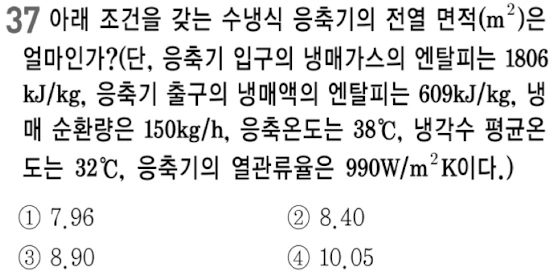 37 아래 조건을 갖는 수냉식 응축기의 전열 면적(m²)은
얼마인가?(단, 응축기 입구의 냉매가스의 엔탈피는 1806
kJ/kg, 응축기 출구의 냉매액의 엔탈피는 609kJ/kg, 냉
매 순환량은 150kg/h, 응축온도는 38℃, 냉각수 평균온
도는 32℃, 응축기의 열관류율은 990W/m²K이다.)
① 7.96 ② 8.40
③ 8.90 ④ 10.05